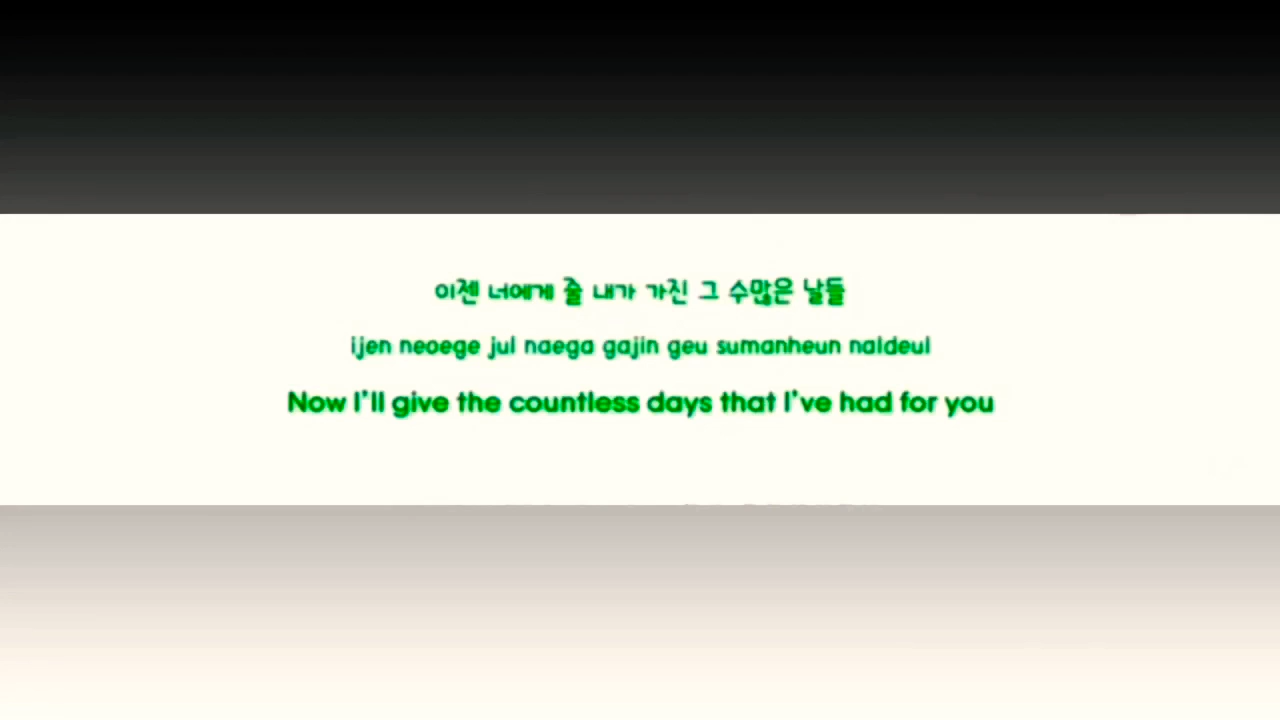 이젠 너에게 줄 내가 가진 그 수많은 날들
ijen neoege jul naega gajin geu sumanheun naldeul
Now I'll give the countless days that I've had for you